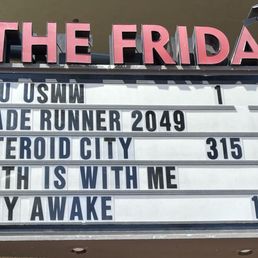 THE FRIDA
U USWW 1
ADE RUNNER 2049
TEROID CITY 315
TH IS WITH ME
Y AWAKE 1